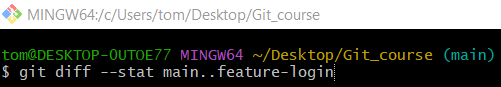 MINGW64:/c/Users/tom/Desktop/Git_course
tom@DESKTOP-OUTOE77 MINGW64 ~/Desktop/Git_course (main)
$ git diff --stat main..feature-login